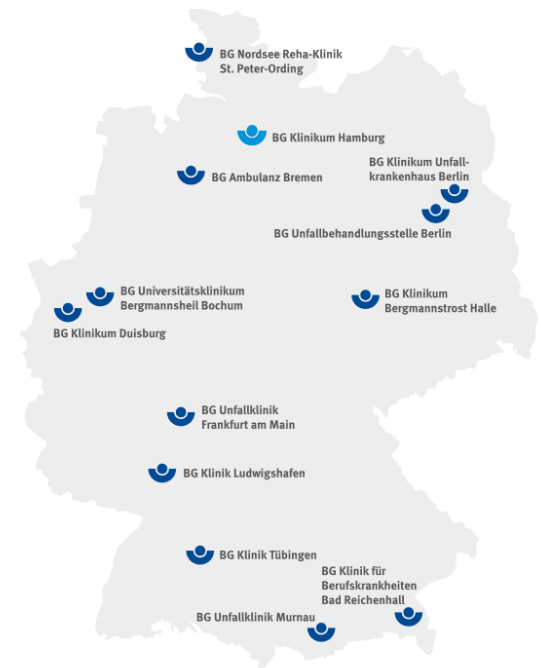 BG Nordsee Reha-Klinik
St. Peter-Ording
BG Klinikum Hamburg
BG Klinikum Unfall-
krankenhaus Berlin
BG Ambulanz Bremen
BG Unfallbehandlungsstelle Berlin
BG Universitätsklinikum
Bergmannsheil Bochum
BG Klinikum
Bergmannstrost Halle
BG Klinikum Duisburg
BG Unfallklinik
Frankfurt am Main
BG Klinik Ludwigshafen
BG Klinik Tübingen
BG Klinik für
Berufskrankheiten
Bad Reichenhall
BG Unfallklinik Murnau